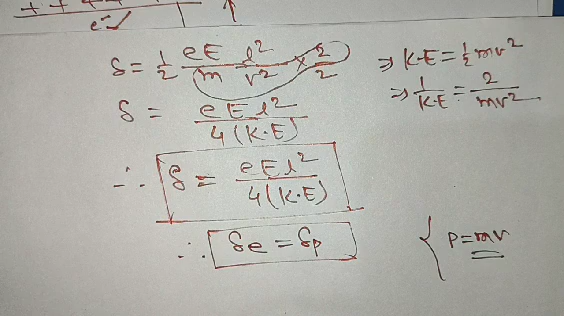 + + + + + +
e⁻
δ = 1/2 eE/m l²/v² × 2/2
⇒ K·E = 1/2 mv²
⇒ 1/K·E = 2/mv²
δ = eEl²/4(K·E)
∴ δ = eEl²/4(K·E)
∴ δe = δp
{ P = mv